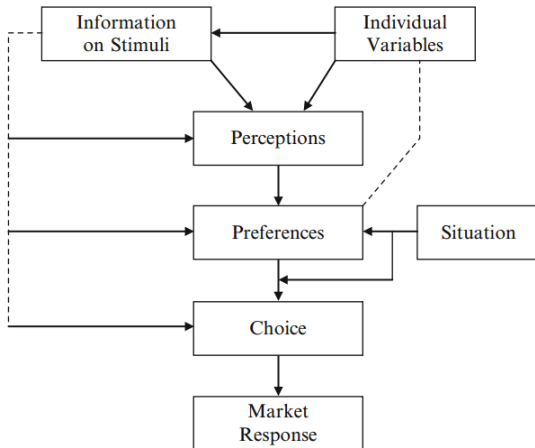 Information
on Stimuli
Individual
Variables
Perceptions
Preferences
Situation
Choice
Market
Response